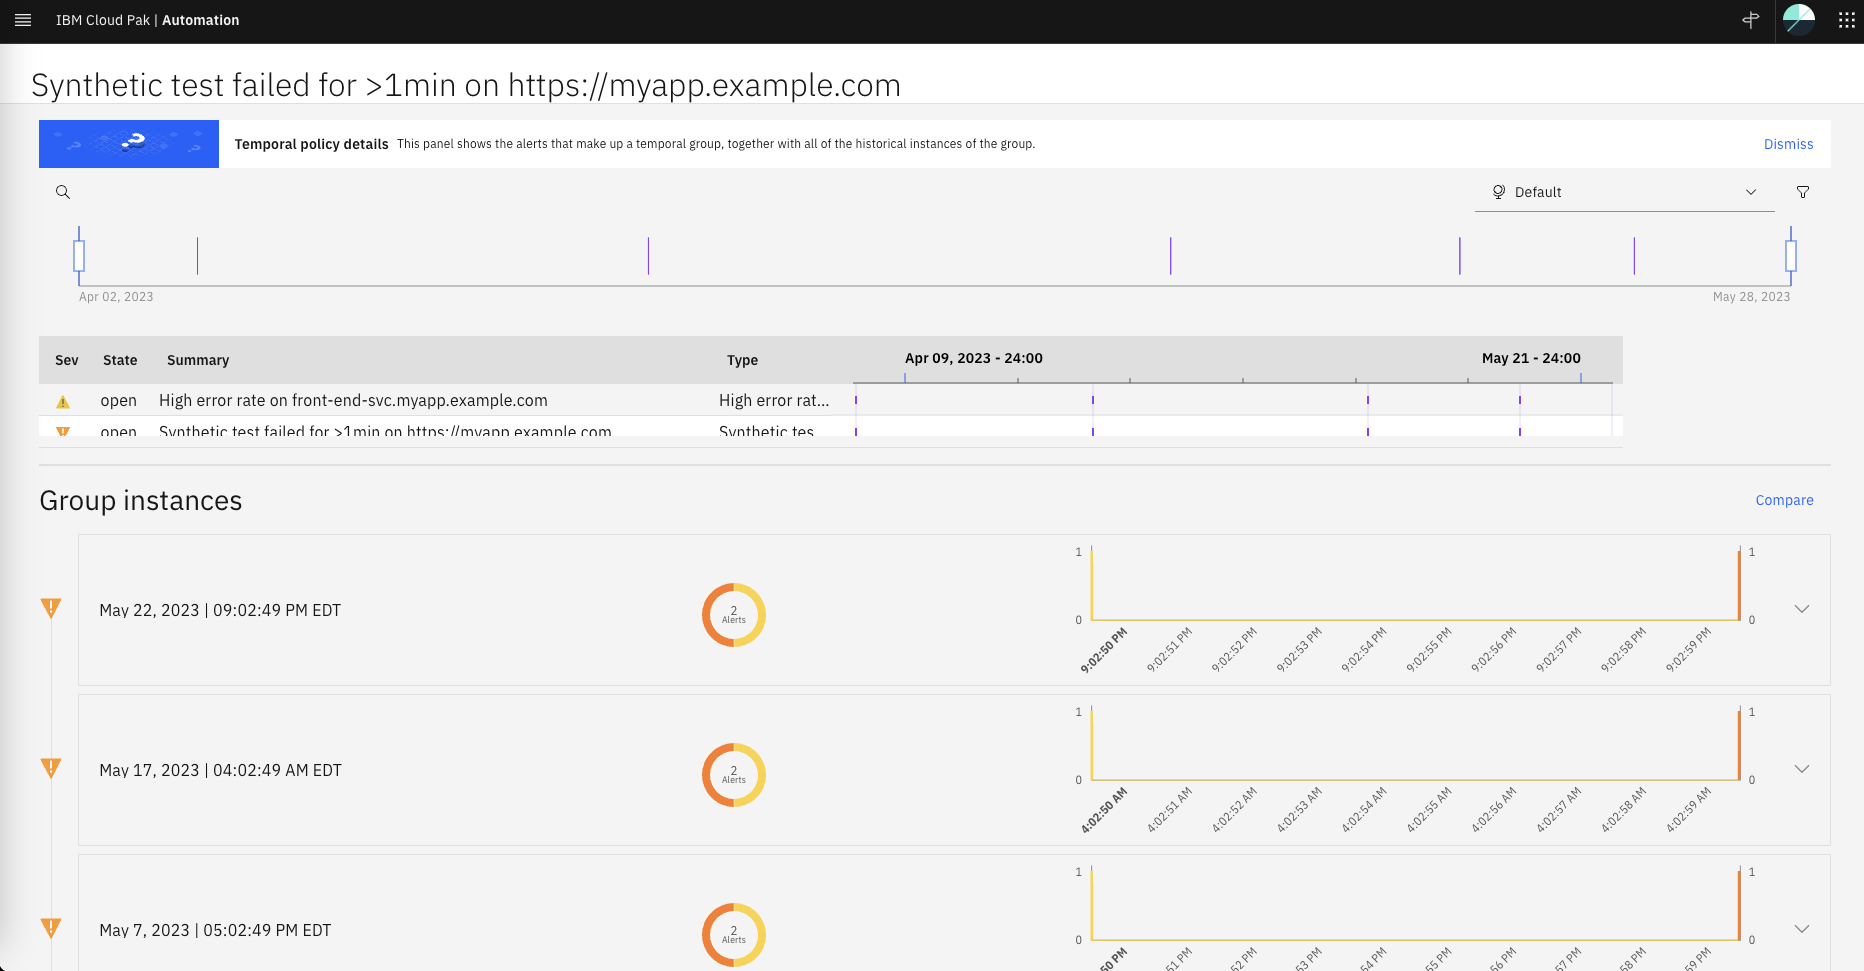 IBM Cloud Pak | Automation
Synthetic test failed for >1min on https://myapp.example.com
Temporal policy details This panel shows the alerts that make up a temporal group, together with all of the historical instances of the group. Dismiss
Default
Apr 02, 2023 May 28, 2023
Sev State Summary Type Apr 09, 2023 - 24:00 May 21 - 24:00
open High error rate on front-end-svc.myapp.example.com High error rat...
open Synthetic test failed for >1min on https://myapp.example.com Synthetic tes
Group instances Compare
May 22, 2023 | 09:02:49 PM EDT
2
Alerts
1 1
0 0
9:02:50 PM 9:02:51 PM 9:02:52 PM 9:02:53 PM 9:02:54 PM 9:02:55 PM 9:02:56 PM 9:02:57 PM 9:02:58 PM 9:02:59 PM
May 17, 2023 | 04:02:49 AM EDT
2
Alerts
1 1
0 0
4:02:50 AM 4:02:51 AM 4:02:52 AM 4:02:53 AM 4:02:54 AM 4:02:55 AM 4:02:56 AM 4:02:57 AM 4:02:58 AM 4:02:59 AM
May 7, 2023 | 05:02:49 PM EDT
2
Alerts
1 1
0 0
50 PM 51 PM 52 PM 53 PM 54 PM 55 PM 56 PM 57 PM 58 PM 59 PM